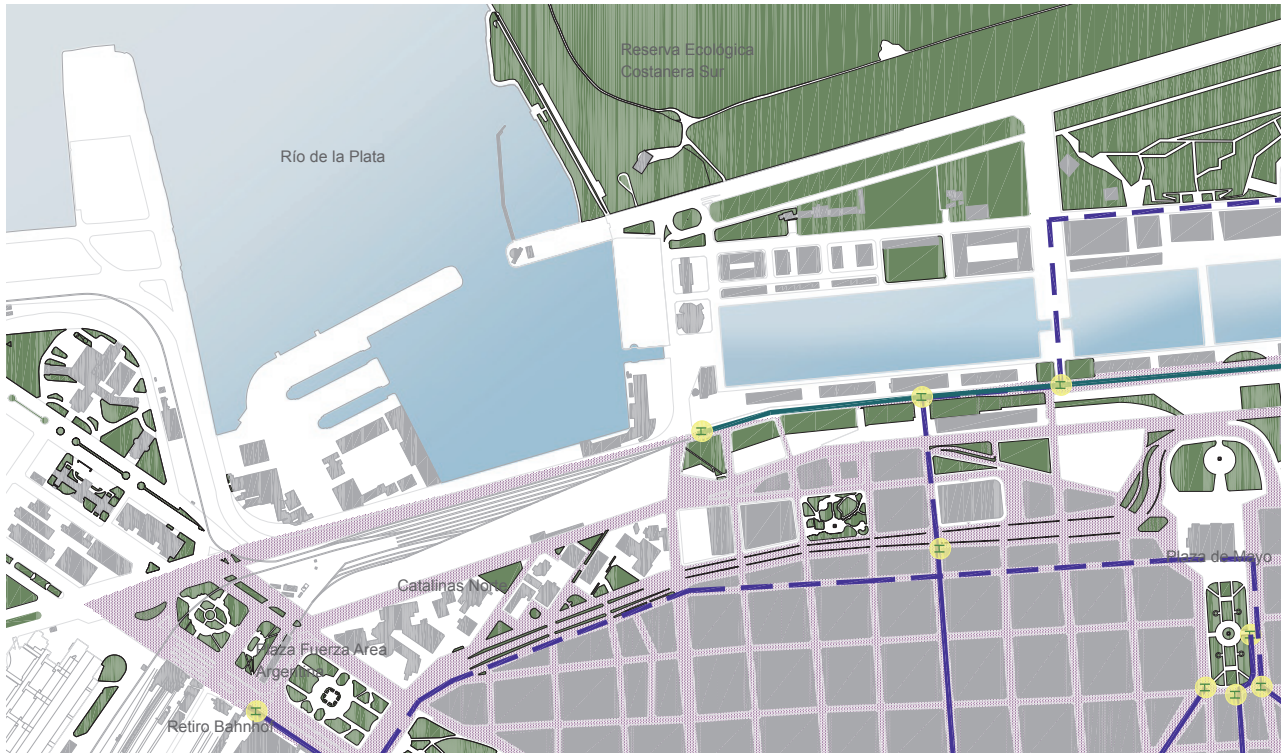 Reserva Ecológica
Costanera Sur
Río de la Plata
Plaza de Mayo
Catalinas Norte
Plaza Fuerza Area
Argentina
Retiro Bahnhof
H
H
H
H
H
H
H
H
H